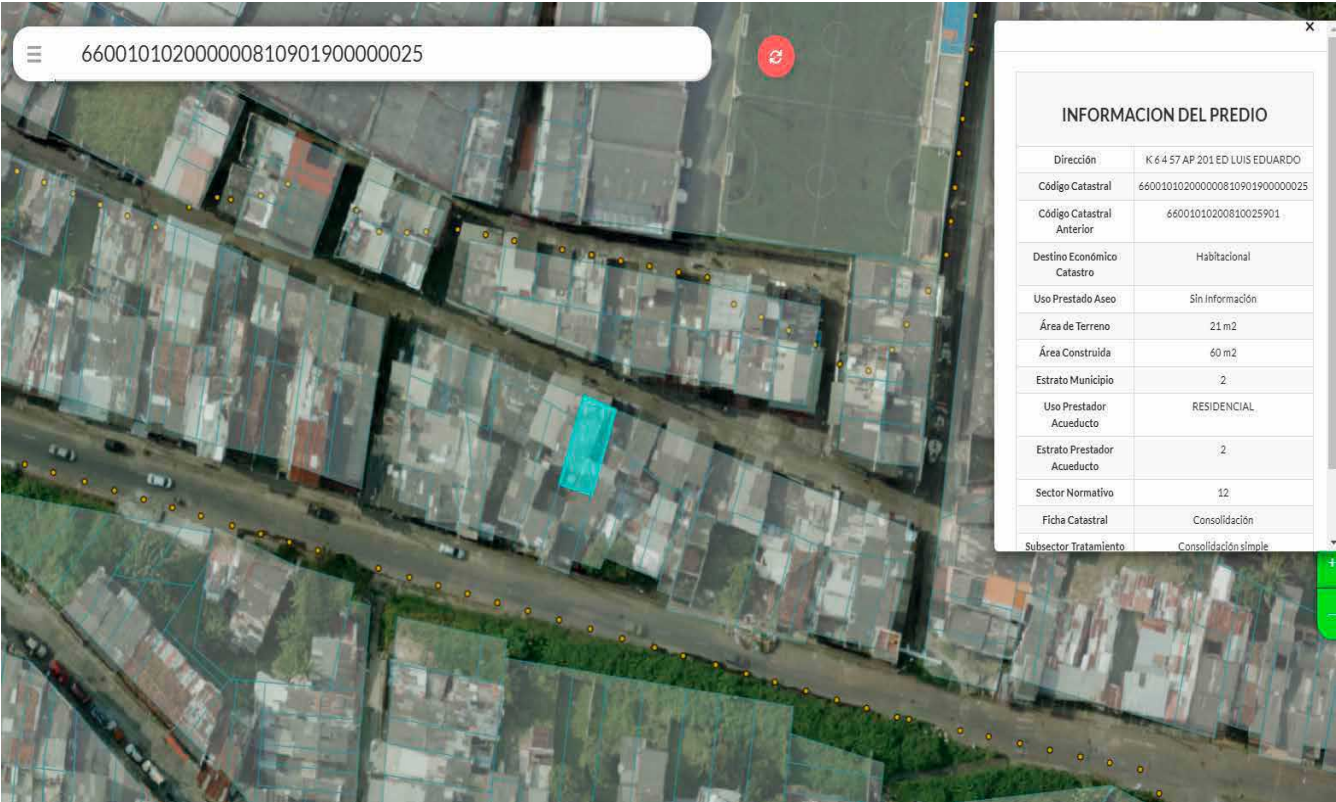 660010102000000810901900000025
x
INFORMACION DEL PREDIO
Dirección K 6 4 57 AP 201 ED LUIS EDUARDO
Código Catastral 660010102000000810901900000025
Código Catastral Anterior 66001010200810025901
Destino Económico Catastro Habitacional
Uso Prestado Aseo Sin Información
Área de Terreno 21 m2
Área Construida 60 m2
Estrato Municipio 2
Uso Prestador Acueducto RESIDENCIAL
Estrato Prestador Acueducto 2
Sector Normativo 12
Ficha Catastral Consolidación
Subsector Tratamiento Consolidación simple